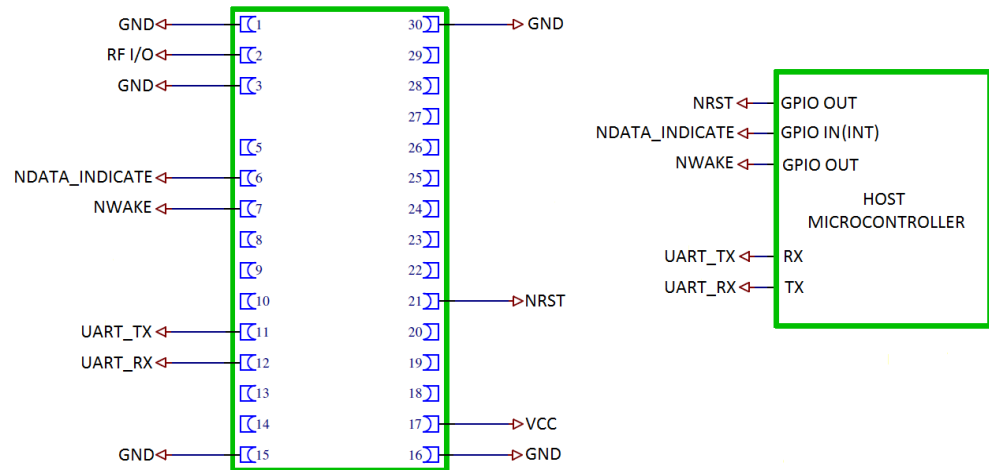 GND 1 30 GND
RF I/O 2 29
GND 3 28
27
5 26
NDATA_INDICATE 6 25
NWAKE 7 24
8 23
9 22
10 21 NRST
UART_TX 11 20
UART_RX 12 19
13 18
14 17 VCC
GND 15 16 GND
NRST GPIO OUT
NDATA_INDICATE GPIO IN(INT)
NWAKE GPIO OUT
HOST
MICROCONTROLLER
UART_TX RX
UART_RX TX